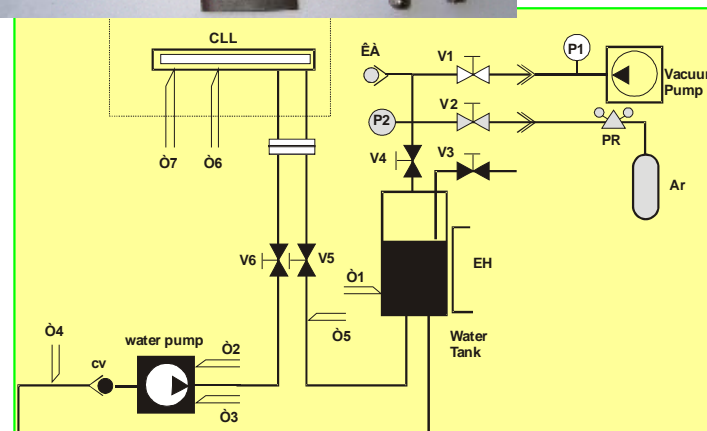 CLL
ÊÀ
V1
P1
Vacuum
Pump
P2
V2
PR
Ò7
Ò6
V4
V3
Ar
V6
V5
Ò1
EH
Ò5
Water
Tank
Ò4
water pump
Ò2
cv
Ò3